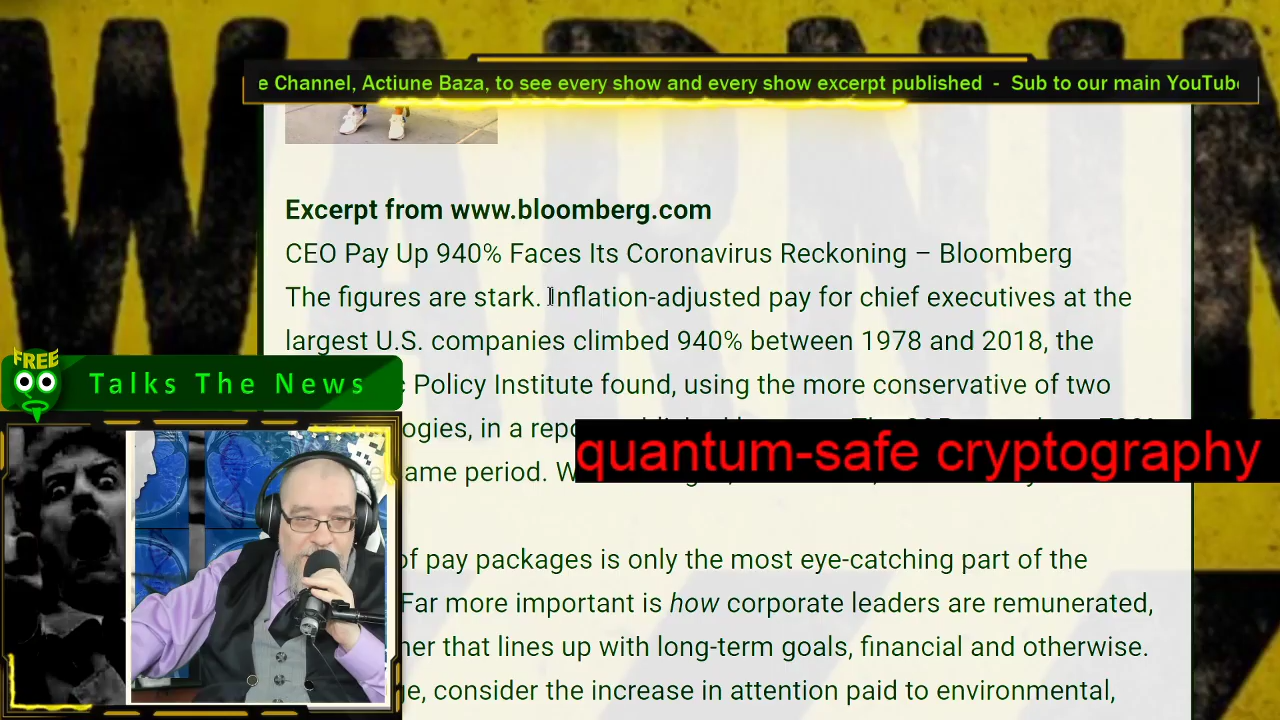 e Channel, Actiune Baza, to see every show and every show excerpt published - Sub to our main YouTub
Excerpt from www.bloomberg.com
CEO Pay Up 940% Faces Its Coronavirus Reckoning – Bloomberg
The figures are stark. Inflation-adjusted pay for chief executives at the
largest U.S. companies climbed 940% between 1978 and 2018, the
Policy Institute found, using the more conservative of two
ogies, in a repo
quantum-safe cryptography
ame period. W
of pay packages is only the most eye-catching part of the
Far more important is how corporate leaders are remunerated,
her that lines up with long-term goals, financial and otherwise.
ge, consider the increase in attention paid to environmental,
FREE
Talks The News